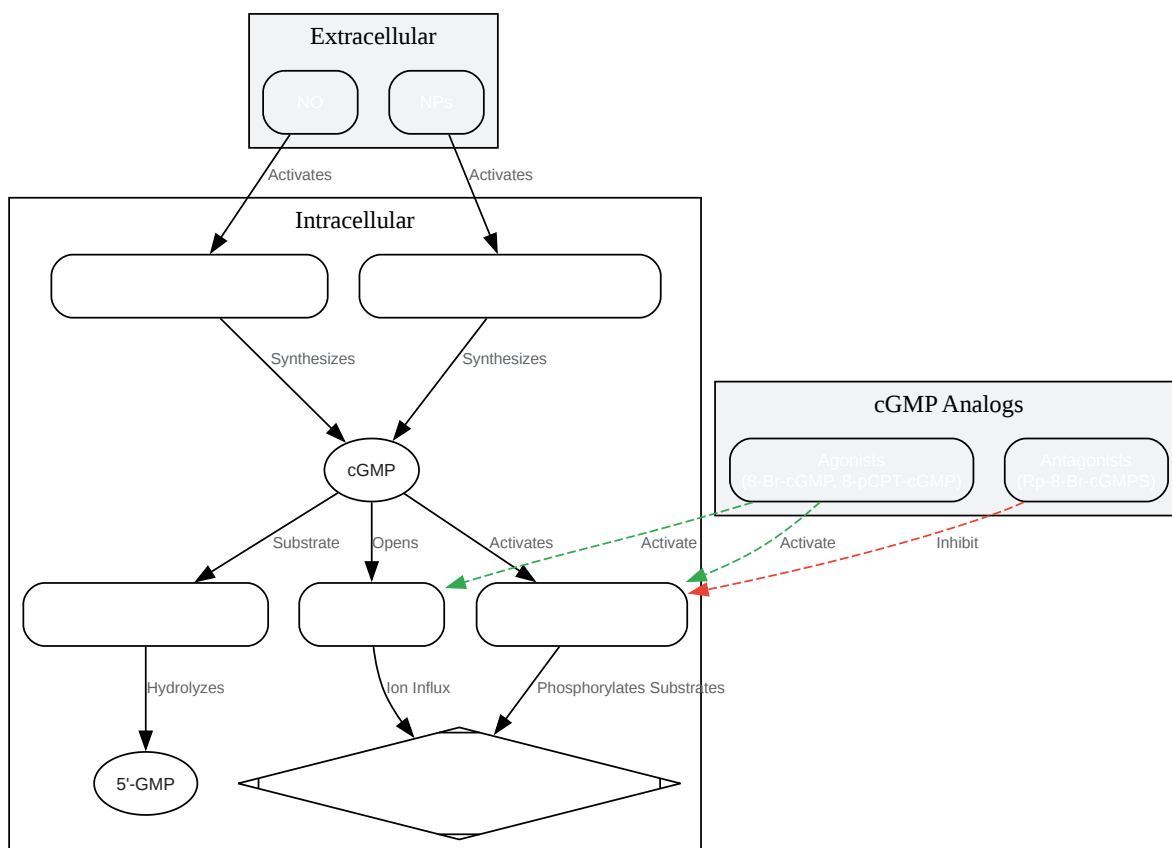 Extracellular
NO
NPs
Activates
Activates
Intracellular
Synthesizes
Synthesizes
cGMP Analogs
Agonists
(8-Br-cGMP, 8-pCPT-cGMP)
Antagonists
(Rp-8-Br-cGMPS)
cGMP
Substrate
Opens
Activates
Activate
Activate
Inhibit
Hydrolyzes
Ion Influx
Phosphorylates Substrates
5'-GMP